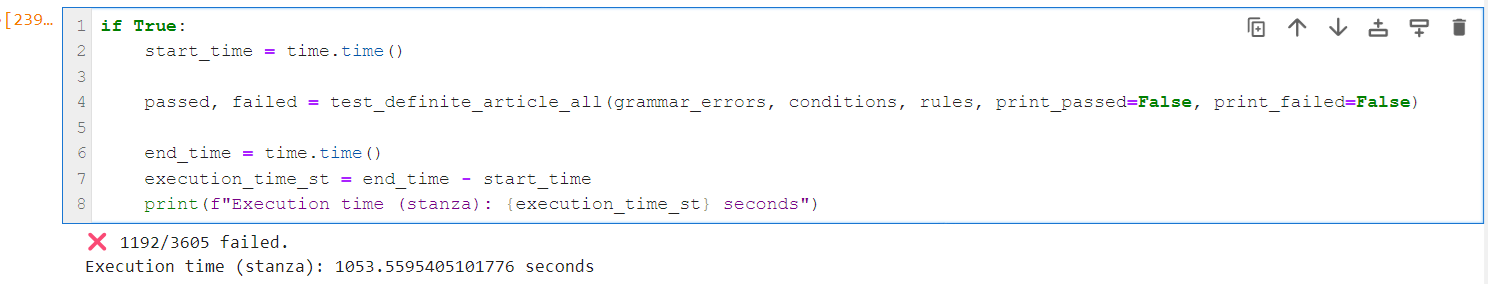 [239…
1 if True:
2     start_time = time.time()
3
4     passed, failed = test_definite_article_all(grammar_errors, conditions, rules, print_passed=False, print_failed=False)
5
6     end_time = time.time()
7     execution_time_st = end_time - start_time
8     print(f"Execution time (stanza): {execution_time_st} seconds")
❌ 1192/3605 failed.
Execution time (stanza): 1053.5595405101776 seconds